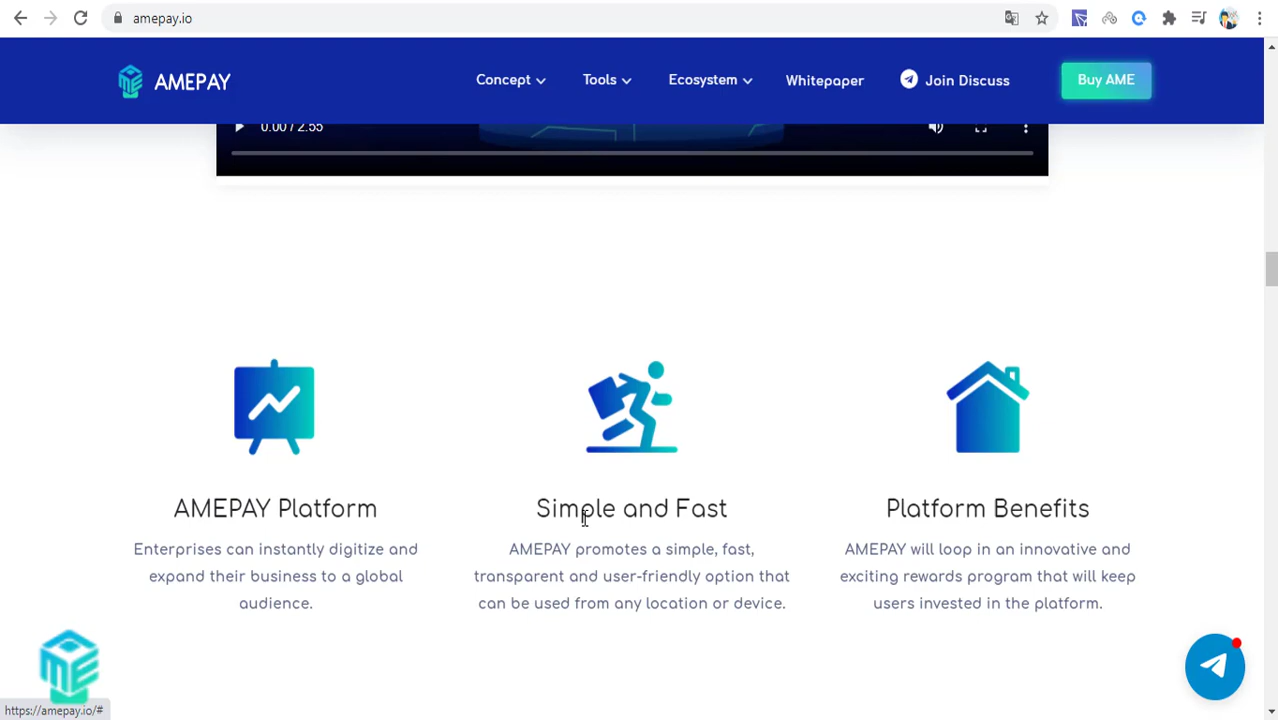 amepay.io
AMEPAY
Concept Tools Ecosystem Whitepaper Join Discuss Buy AME
0:00 / 2:55
AMEPAY Platform
Enterprises can instantly digitize and
expand their business to a global
audience.
Simple and Fast
AMEPAY promotes a simple, fast,
transparent and user-friendly option that
can be used from any location or device.
Platform Benefits
AMEPAY will loop in an innovative and
exciting rewards program that will keep
users invested in the platform.
ME
https://amepay.io/#